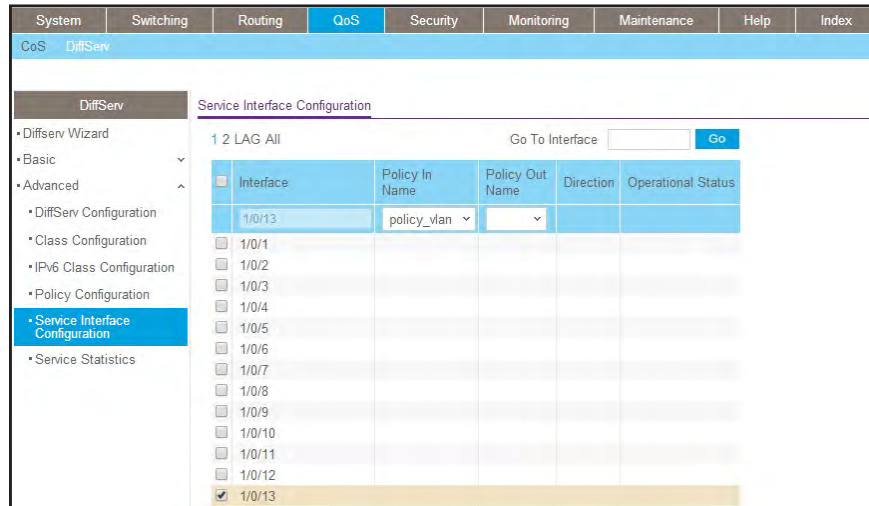 System Switching Routing QoS Security Monitoring Maintenance Help Index
CoS DiffServ
DiffServ
Diffserv Wizard
Basic
Advanced
DiffServ Configuration
Class Configuration
IPv6 Class Configuration
Policy Configuration
Service Interface
Configuration
Service Statistics
Service Interface Configuration
1 2 LAG All Go To Interface Go
Interface Policy In Name Policy Out Name Direction Operational Status
1/0/13 policy_vlan
1/0/1
1/0/2
1/0/3
1/0/4
1/0/5
1/0/6
1/0/7
1/0/8
1/0/9
1/0/10
1/0/11
1/0/12
1/0/13